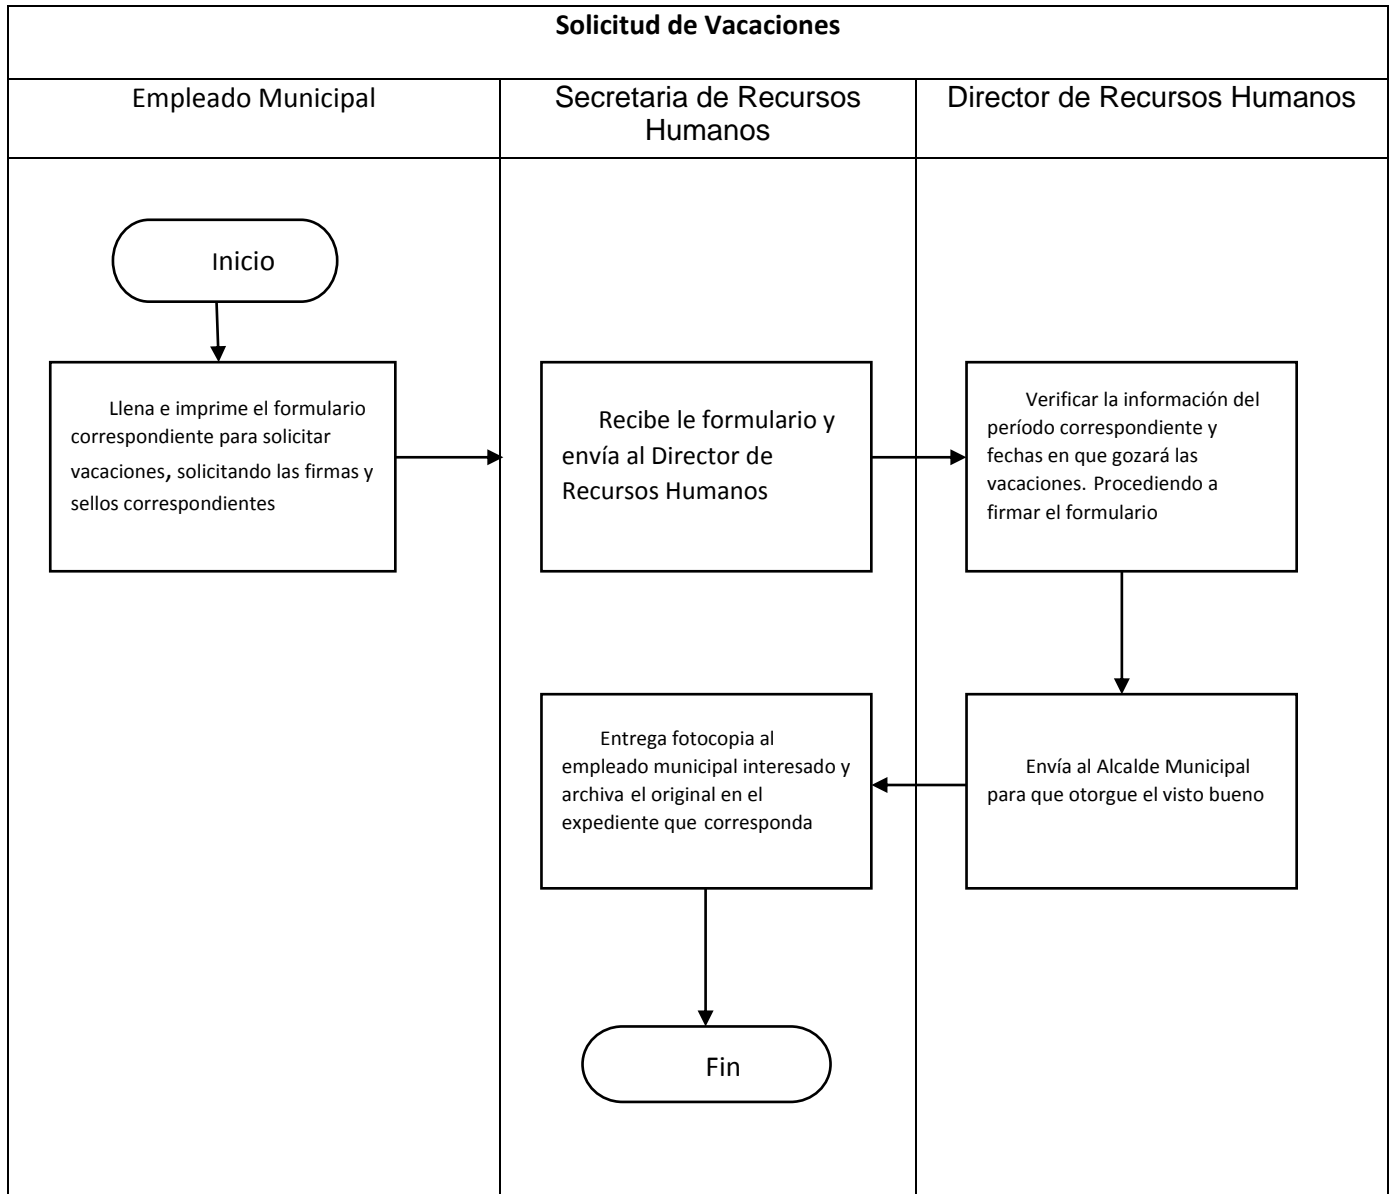 Solicitud de Vacaciones
Empleado Municipal
Secretaria de Recursos
Humanos
Director de Recursos Humanos
Inicio
Llena e imprime el formulario
correspondiente para solicitar
vacaciones, solicitando las firmas y
sellos correspondientes
Recibe le formulario y
envía al Director de
Recursos Humanos
Verificar la información del
período correspondiente y
fechas en que gozará las
vacaciones. Procediendo a
firmar el formulario
Entrega fotocopia al
empleado municipal interesado y
archiva el original en el
expediente que corresponda
Envía al Alcalde Municipal
para que otorgue el visto bueno
Fin